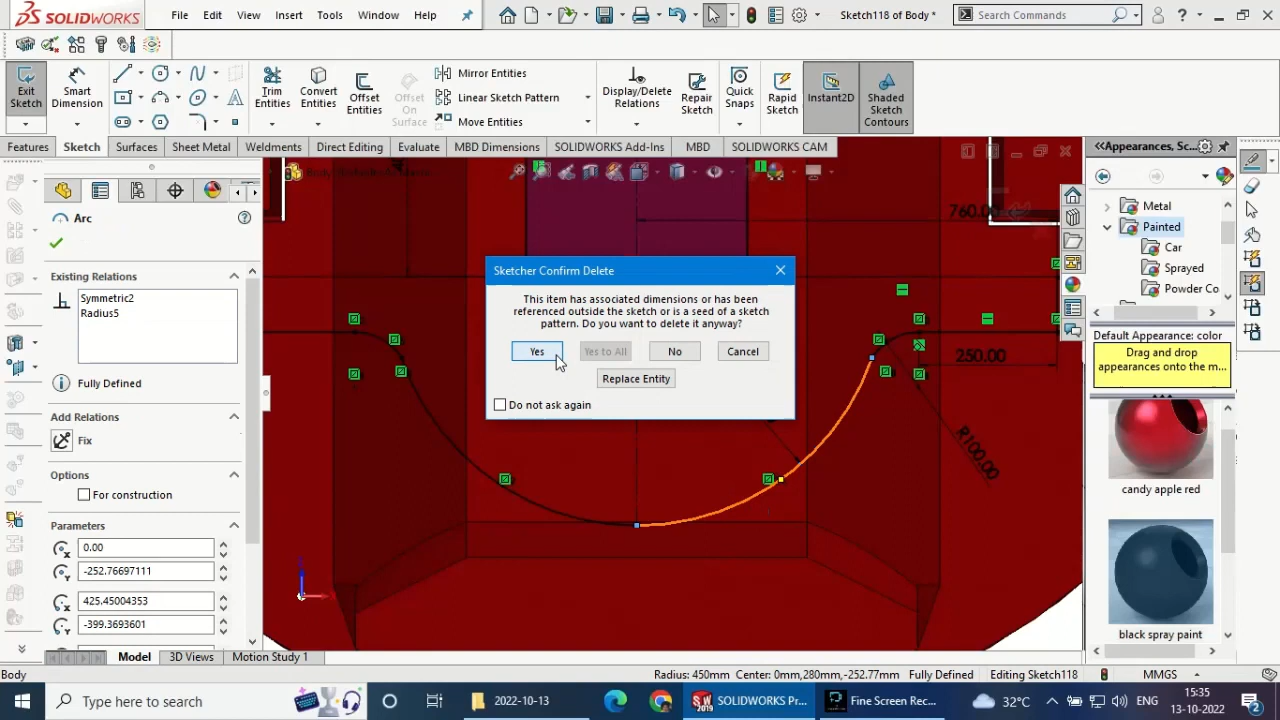 SOLIDWORKS
File Edit View Insert Tools Window Help
Sketch118 of Body *
Search Commands
Exit Sketch
Smart Dimension
Trim Entities
Convert Entities
Offset Entities
Offset On Surface
Mirror Entities
Linear Sketch Pattern
Move Entities
Display/Delete Relations
Repair Sketch
Quick Snaps
Rapid Sketch
Instant2D
Shaded Sketch Contours
Features Sketch Surfaces Sheet Metal Weldments Direct Editing Evaluate MBD Dimensions SOLIDWORKS Add-Ins MBD SOLIDWORKS CAM
Arc
Existing Relations
Symmetric2
Radius5
Fully Defined
Add Relations
Fix
Options
For construction
Parameters
0.00
-252.76697111
425.45004353
-399.3693601
760.00
250.00
R100.00
Sketcher Confirm Delete
This item has associated dimensions or has been
referenced outside the sketch or is a seed of a sketch
pattern. Do you want to delete it anyway?
Yes Yes to All No Cancel
Replace Entity
Do not ask again
<<Appearances, Sc...
Metal
Painted
Car
Sprayed
Powder Co
Default Appearance: color
Drag and drop
appearances onto the m...
candy apple red
black spray paint
Model 3D Views Motion Study 1
Radius: 450mm Center: 0mm,280mm,-252.77mm Fully Defined Editing Sketch118 MMGS
Type here to search
2022-10-13
SW
2019
SOLIDWORKS Pr...
Fine Screen Rec...
32°C
ENG
15:35
13-10-2022
2